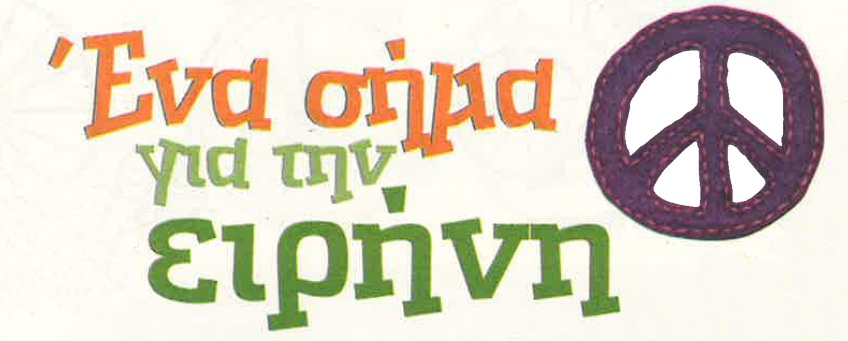 Ένα σήμα
για την
ειρήνη